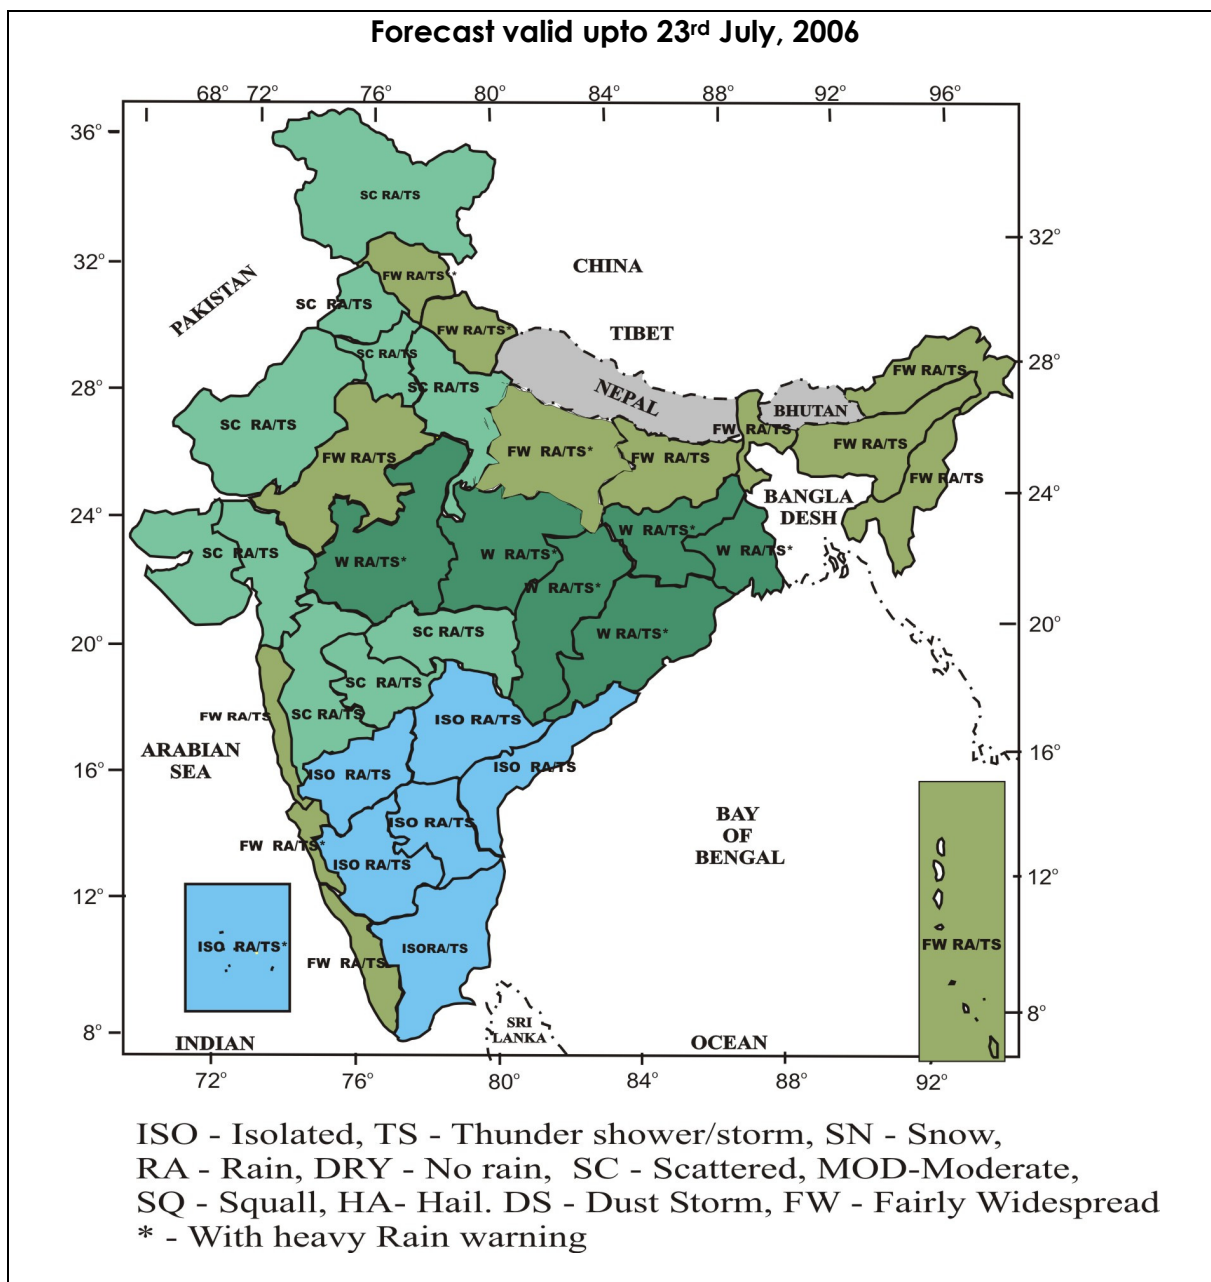 Forecast valid upto 23rd July, 2006
68° 72° 76° 80° 84° 88° 92° 96°
36°
SC RA/TS
32°
32°
FW RA/TS*
CHINA
PAKISTAN
SC RA/TS
FW RA/TS*
TIBET
SC RA/TS
28°
FW RA/TS
28°
SC RA/TS
NEPAL
BHUTAN
SC RA/TS
FW RA/TS
FW RA/TS
FW RA/TS
FW RA/TS*
FW RA/TS
FW RA/TS
24°
BANGLA
DESH
24°
SC RA/TS
W RA/TS*
W RA/TS*
W RA/TS*
W RA/TS*
W RA/TS*
20°
SC RA/TS
W RA/TS*
20°
SC RA/TS
FW RA/TS
SC RA/TS
ISO RA/TS
ARABIAN
SEA
16°
16°
ISO RA/TS
ISO RA/TS
ISO RA/TS
BAY
OF
BENGAL
FW RA/TS*
ISO RA/TS
12°
12°
ISO RA/TS*
ISORA/TS
FW RA/TS
FW RA/TS
8°
8°
SRI
LANKA
INDIAN
OCEAN
72° 76° 80° 84° 88° 92°
ISO - Isolated, TS - Thunder shower/storm, SN - Snow,
RA - Rain, DRY - No rain, SC - Scattered, MOD-Moderate,
SQ - Squall, HA- Hail. DS - Dust Storm, FW - Fairly Widespread
* - With heavy Rain warning